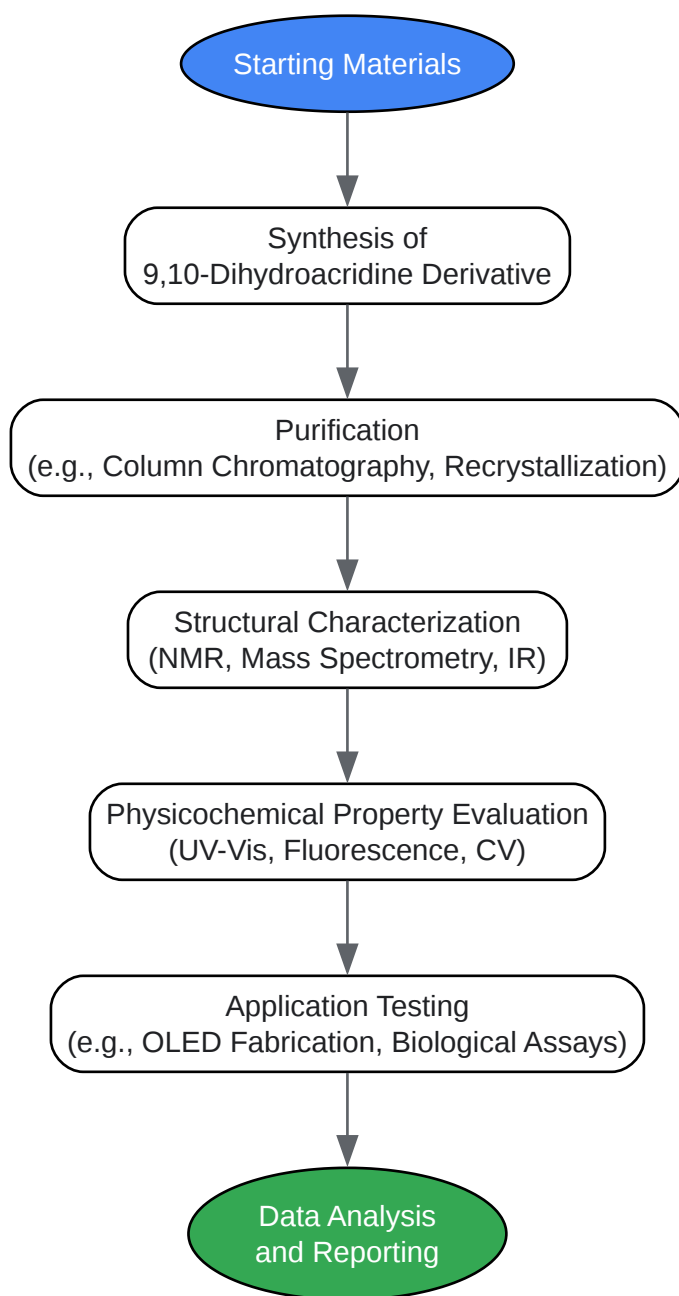 Starting Materials
Synthesis of
9,10-Dihydroacridine Derivative
Purification
(e.g., Column Chromatography, Recrystallization)
Structural Characterization
(NMR, Mass Spectrometry, IR)
Physicochemical Property Evaluation
(UV-Vis, Fluorescence, CV)
Application Testing
(e.g., OLED Fabrication, Biological Assays)
Data Analysis
and Reporting